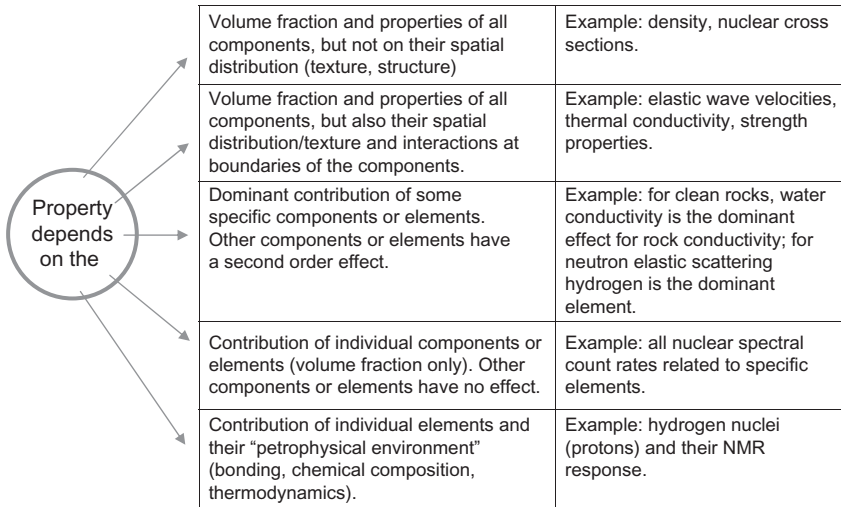 Property
depends
on the
Volume fraction and properties of all
components, but not on their spatial
distribution (texture, structure)
Example: density, nuclear cross
sections.
Volume fraction and properties of all
components, but also their spatial
distribution/texture and interactions at
boundaries of the components.
Example: elastic wave velocities,
thermal conductivity, strength
properties.
Dominant contribution of some
specific components or elements.
Other components or elements have
a second order effect.
Example: for clean rocks, water
conductivity is the dominant
effect for rock conductivity; for
neutron elastic scattering
hydrogen is the dominant
element.
Contribution of individual components or
elements (volume fraction only). Other
components or elements have no effect.
Example: all nuclear spectral
count rates related to specific
elements.
Contribution of individual elements and
their “petrophysical environment”
(bonding, chemical composition,
thermodynamics).
Example: hydrogen nuclei
(protons) and their NMR
response.